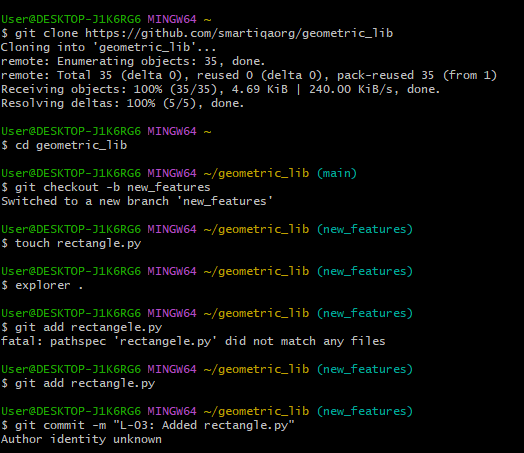 User@DESKTOP-J1K6RG6 MINGW64 ~
$ git clone https://github.com/smartiqaorg/geometric_lib
Cloning into 'geometric_lib'...
remote: Enumerating objects: 35, done.
remote: Total 35 (delta 0), reused 0 (delta 0), pack-reused 35 (from 1)
Receiving objects: 100% (35/35), 4.69 KiB | 240.00 KiB/s, done.
Resolving deltas: 100% (5/5), done.
User@DESKTOP-J1K6RG6 MINGW64 ~
$ cd geometric_lib
User@DESKTOP-J1K6RG6 MINGW64 ~/geometric_lib (main)
$ git checkout -b new_features
Switched to a new branch 'new_features'
User@DESKTOP-J1K6RG6 MINGW64 ~/geometric_lib (new_features)
$ touch rectangle.py
User@DESKTOP-J1K6RG6 MINGW64 ~/geometric_lib (new_features)
$ explorer .
User@DESKTOP-J1K6RG6 MINGW64 ~/geometric_lib (new_features)
$ git add rectangele.py
fatal: pathspec 'rectangele.py' did not match any files
User@DESKTOP-J1K6RG6 MINGW64 ~/geometric_lib (new_features)
$ git add rectangle.py
User@DESKTOP-J1K6RG6 MINGW64 ~/geometric_lib (new_features)
$ git commit -m "L-03: Added rectangle.py"
Author identity unknown